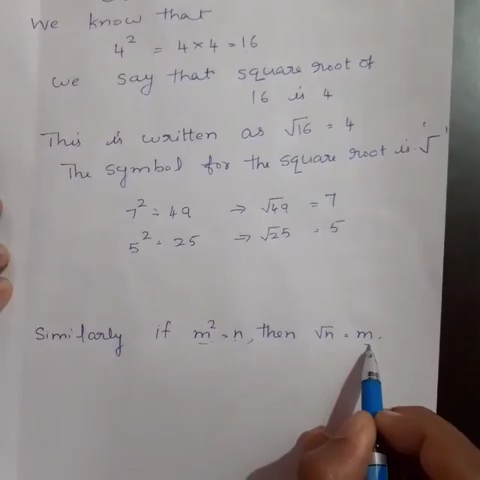 We know that
4² = 4 × 4 = 16
We say that square root of
16 is 4
This is written as √16 = 4
The symbol for the square root is '√'
7² = 49 → √49 = 7
5² = 25 → √25 = 5
Similarly if m² = n, then √n = m.